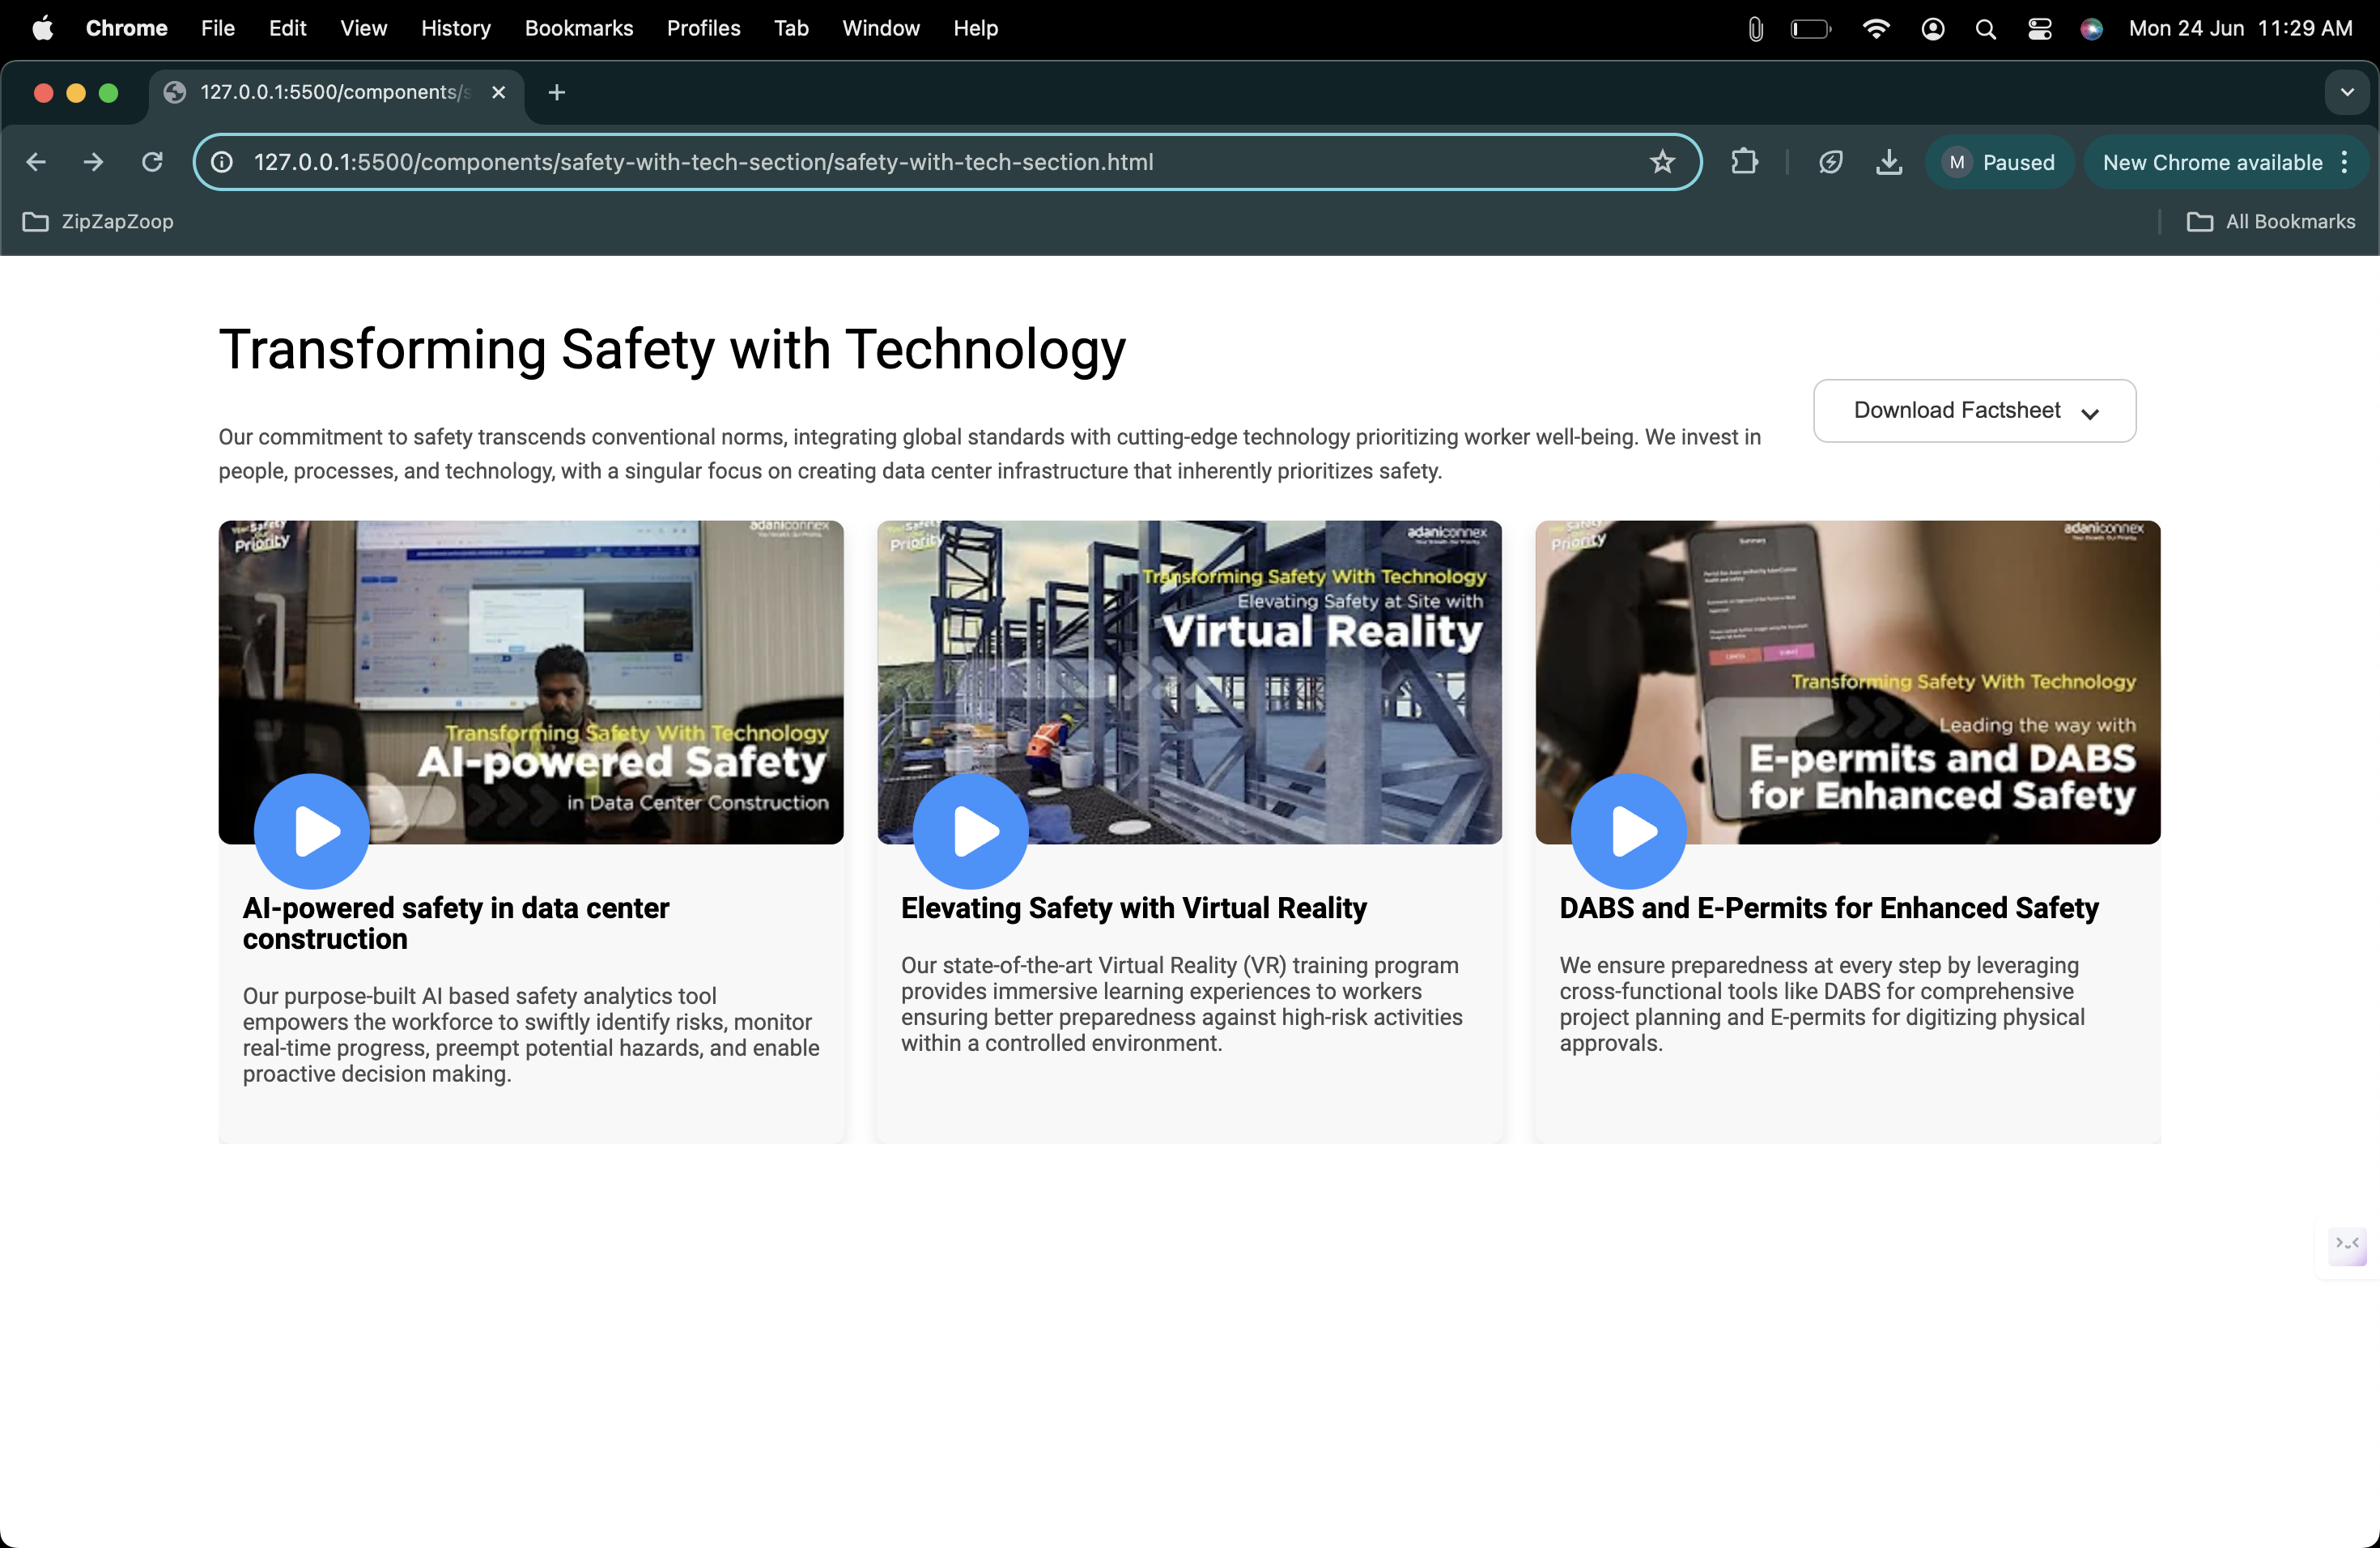 Chrome File Edit View History Bookmarks Profiles Tab Window Help Mon 24 Jun 11:29 AM
127.0.0.1:5500/components/s
127.0.0.1:5500/components/safety-with-tech-section/safety-with-tech-section.html M Paused New Chrome available
ZipZapZoop All Bookmarks
Transforming Safety with Technology
Download Factsheet
Our commitment to safety transcends conventional norms, integrating global standards with cutting-edge technology prioritizing worker well-being. We invest in
people, processes, and technology, with a singular focus on creating data center infrastructure that inherently prioritizes safety.
Safety
Priority
adaniconnex
Transforming Safety With Technology
AI-powered Safety
in Data Center Construction
AI-powered safety in data center
construction
Our purpose-built AI based safety analytics tool
empowers the workforce to swiftly identify risks, monitor
real-time progress, preempt potential hazards, and enable
proactive decision making.
Safety
Priority
adaniconnex
Transforming Safety With Technology
Elevating Safety at Site with
Virtual Reality
Elevating Safety with Virtual Reality
Our state-of-the-art Virtual Reality (VR) training program
provides immersive learning experiences to workers
ensuring better preparedness against high-risk activities
within a controlled environment.
Safety
Priority
adaniconnex
Summary
Transforming Safety With Technology
Leading the way with
E-permits and DABS
for Enhanced Safety
DABS and E-Permits for Enhanced Safety
We ensure preparedness at every step by leveraging
cross-functional tools like DABS for comprehensive
project planning and E-permits for digitizing physical
approvals.